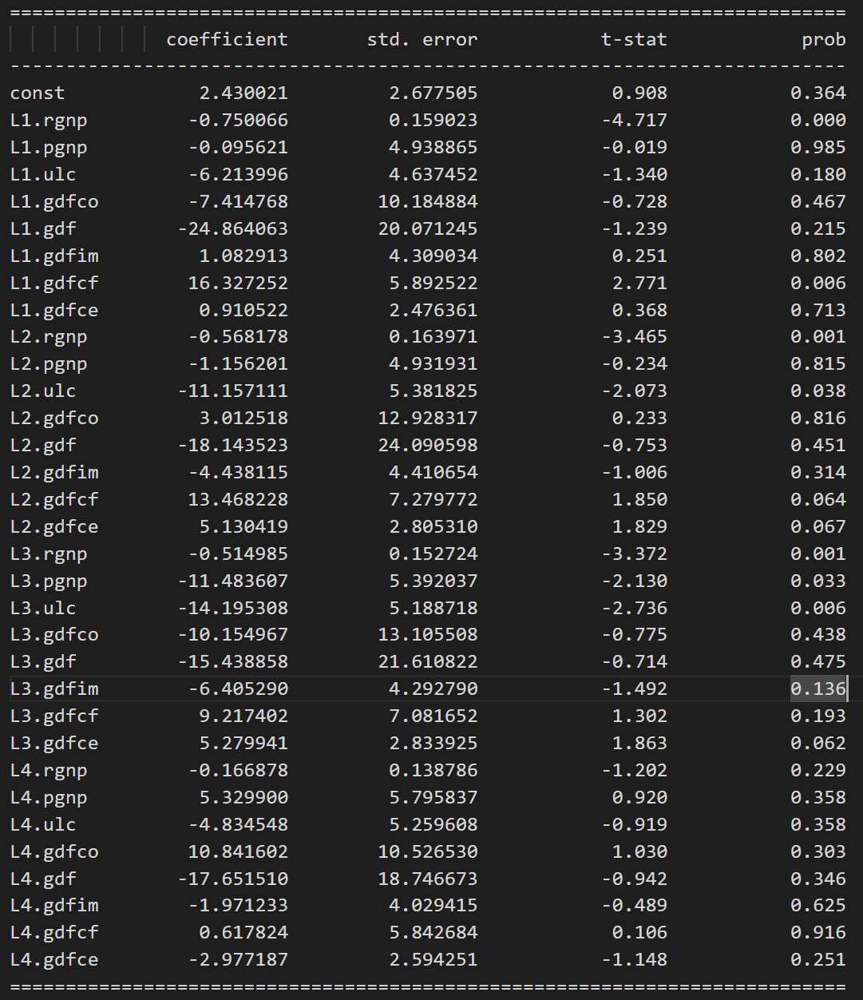 ==========================================================================
coefficient std. error t-stat prob
--------------------------------------------------------------------------
const 2.430021 2.677505 0.908 0.364
L1.rgnp -0.750066 0.159023 -4.717 0.000
L1.pgnp -0.095621 4.938865 -0.019 0.985
L1.ulc -6.213996 4.637452 -1.340 0.180
L1.gdfco -7.414768 10.184884 -0.728 0.467
L1.gdf -24.864063 20.071245 -1.239 0.215
L1.gdfim 1.082913 4.309034 0.251 0.802
L1.gdfcf 16.327252 5.892522 2.771 0.006
L1.gdfce 0.910522 2.476361 0.368 0.713
L2.rgnp -0.568178 0.163971 -3.465 0.001
L2.pgnp -1.156201 4.931931 -0.234 0.815
L2.ulc -11.157111 5.381825 -2.073 0.038
L2.gdfco 3.012518 12.928317 0.233 0.816
L2.gdf -18.143523 24.090598 -0.753 0.451
L2.gdfim -4.438115 4.410654 -1.006 0.314
L2.gdfcf 13.468228 7.279772 1.850 0.064
L2.gdfce 5.130419 2.805310 1.829 0.067
L3.rgnp -0.514985 0.152724 -3.372 0.001
L3.pgnp -11.483607 5.392037 -2.130 0.033
L3.ulc -14.195308 5.188718 -2.736 0.006
L3.gdfco -10.154967 13.105508 -0.775 0.438
L3.gdf -15.438858 21.610822 -0.714 0.475
L3.gdfim -6.405290 4.292790 -1.492 0.136
L3.gdfcf 9.217402 7.081652 1.302 0.193
L3.gdfce 5.279941 2.833925 1.863 0.062
L4.rgnp -0.166878 0.138786 -1.202 0.229
L4.pgnp 5.329900 5.795837 0.920 0.358
L4.ulc -4.834548 5.259608 -0.919 0.358
L4.gdfco 10.841602 10.526530 1.030 0.303
L4.gdf -17.651510 18.746673 -0.942 0.346
L4.gdfim -1.971233 4.029415 -0.489 0.625
L4.gdfcf 0.617824 5.842684 0.106 0.916
L4.gdfce -2.977187 2.594251 -1.148 0.251
==========================================================================